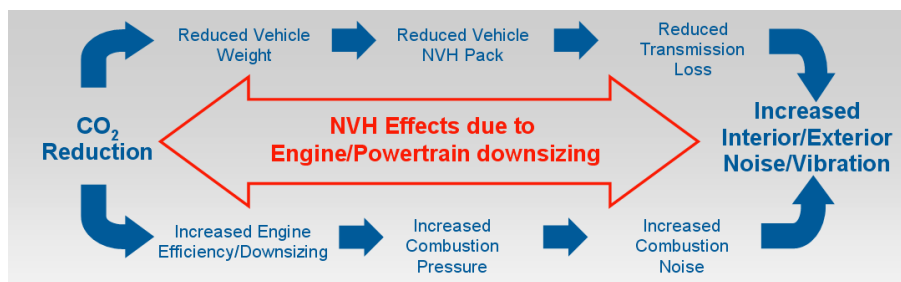 Reduced Vehicle
Weight
Reduced Vehicle
NVH Pack
Reduced
Transmission
Loss
CO2
Reduction
NVH Effects due to
Engine/Powertrain downsizing
Increased
Interior/Exterior
Noise/Vibration
Increased Engine
Efficiency/Downsizing
Increased
Combustion
Pressure
Increased
Combustion
Noise